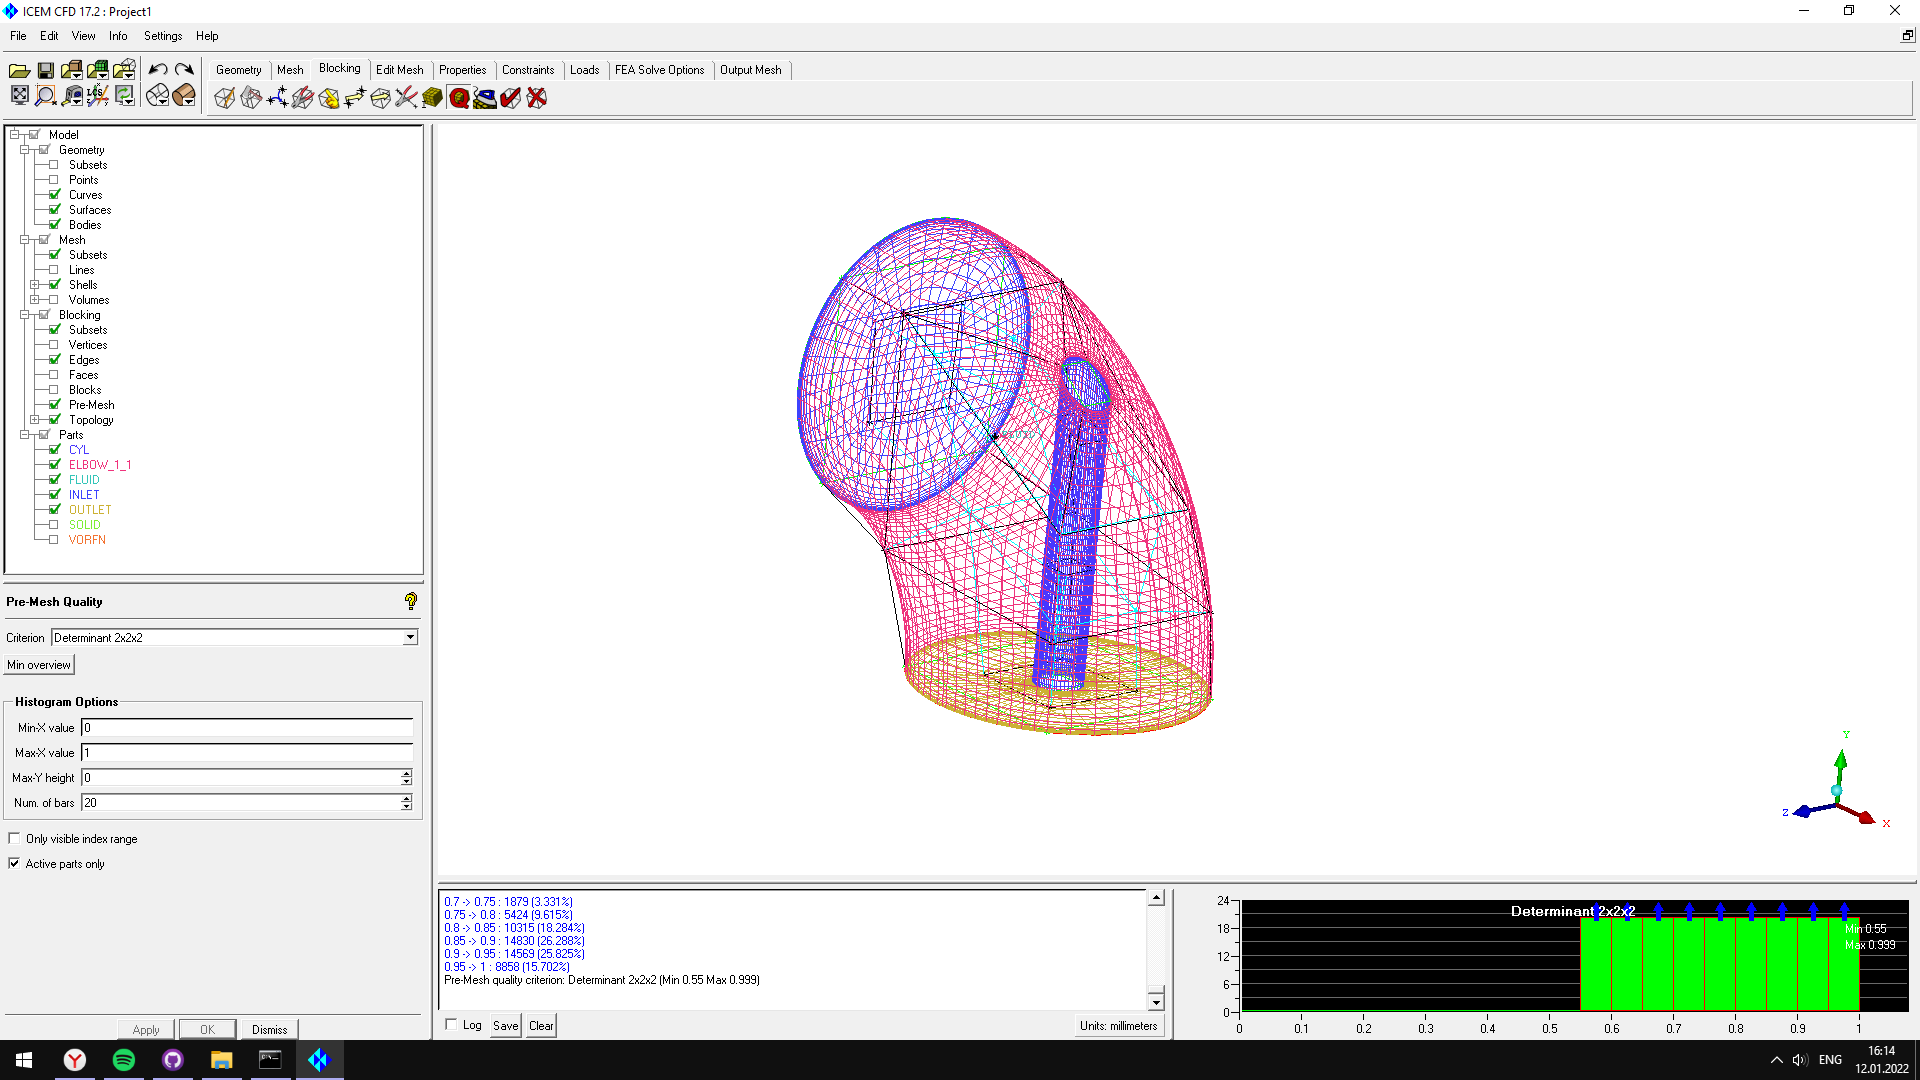 ICEM CFD 17.2 : Project1
File Edit View Info Settings Help
Geometry Mesh Blocking Edit Mesh Properties Constraints Loads FEA Solve Options Output Mesh
LCS
Model
Geometry
Subsets
Points
Curves
Surfaces
Bodies
Mesh
Subsets
Lines
Shells
Volumes
Blocking
Subsets
Vertices
Edges
Faces
Blocks
Pre-Mesh
Topology
Parts
CYL
ELBOW_1_1
FLUID
INLET
OUTLET
SOLID
VORFN
Pre-Mesh Quality
Criterion Determinant 2x2x2
Min overview
Histogram Options
Min-X value 0
Max-X value 1
Max-Y height 0
Num. of bars 20
Only visible index range
Active parts only
Apply OK Dismiss
Y
Z
X
0.7 -> 0.75 : 1879 (3.331%)
0.75 -> 0.8 : 5424 (9.615%)
0.8 -> 0.85 : 10315 (18.284%)
0.85 -> 0.9 : 14830 (26.288%)
0.9 -> 0.95 : 14569 (25.825%)
0.95 -> 1 : 8858 (15.702%)
Pre-Mesh quality criterion: Determinant 2x2x2 (Min 0.55 Max 0.999)
Log Save Clear
Units: millimeters
Determinant 2x2x2
Min 0.55
Max 0.999
24
18
12
6
0
0 0.1 0.2 0.3 0.4 0.5 0.6 0.7 0.8 0.9 1
ENG
16:14
12.01.2022